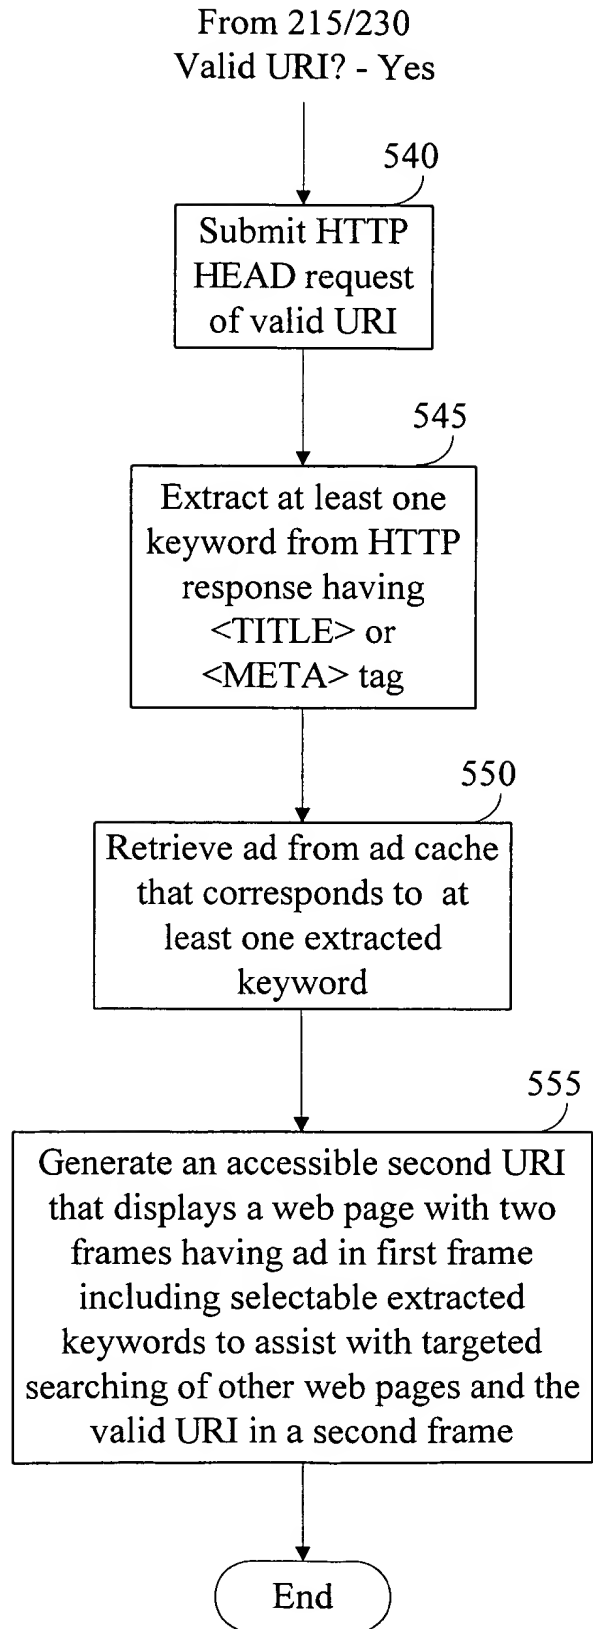 From 215/230
Valid URI? - Yes
540
Submit HTTP
HEAD request
of valid URI
545
Extract at least one
keyword from HTTP
response having
<TITLE> or
<META> tag
550
Retrieve ad from ad cache
that corresponds to at
least one extracted
keyword
555
Generate an accessible second URI
that displays a web page with two
frames having ad in first frame
including selectable extracted
keywords to assist with targeted
searching of other web pages and the
valid URI in a second frame
End